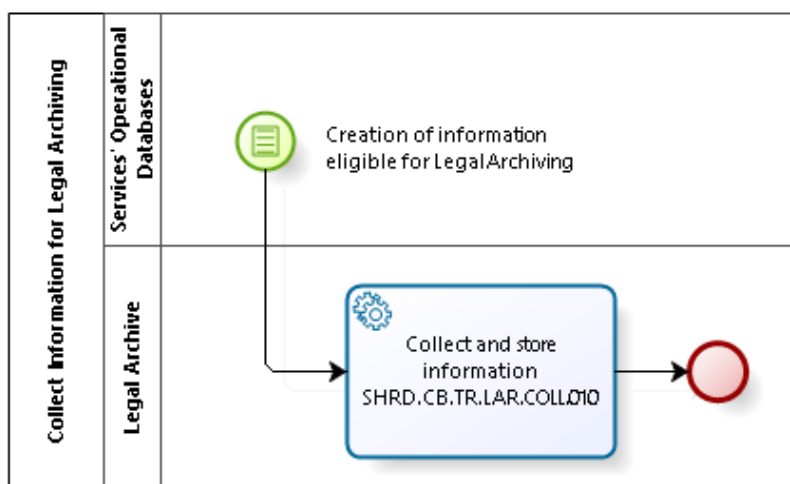 Collect Information for Legal Archiving
Services' Operational
Databases
Creation of information
eligible for Legal Archiving
Legal Archive
Collect and store
information
SHRD.CB.TR.LAR.COLL.010